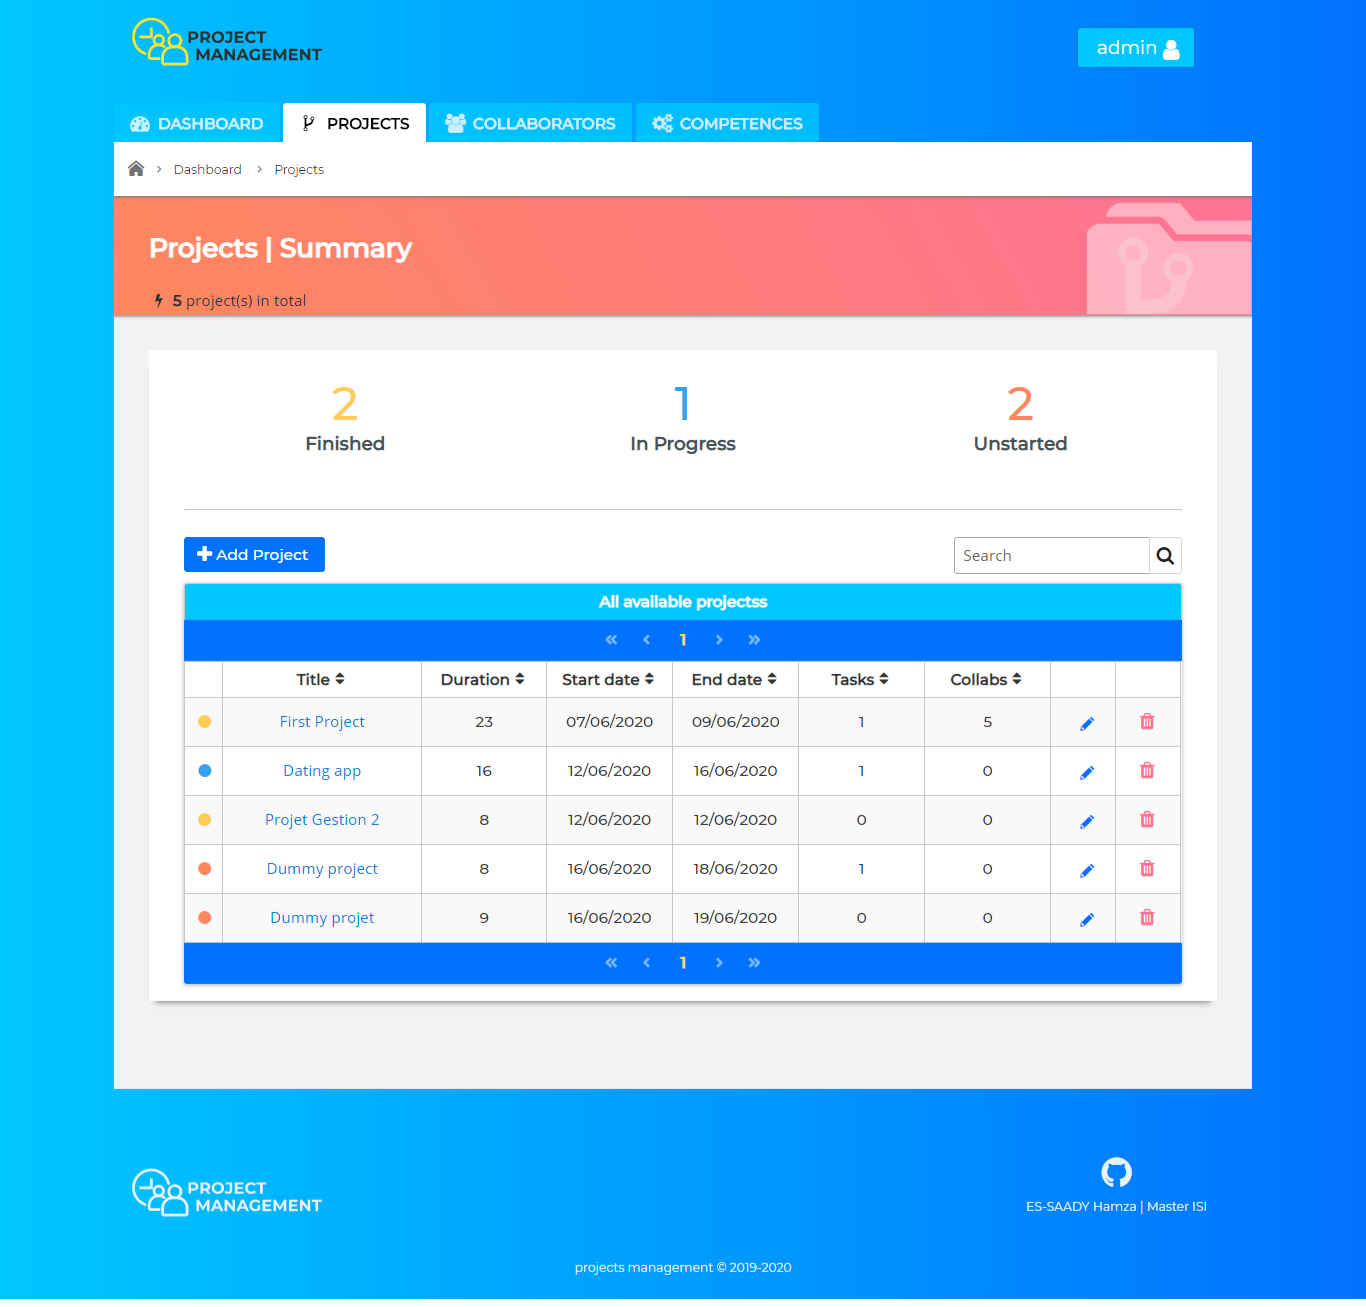 PROJECT
MANAGEMENT
admin
DASHBOARD PROJECTS COLLABORATORS COMPETENCES
Dashboard > Projects
Projects | Summary
5 project(s) in total
2 1 2
Finished In Progress Unstarted
Add Project Search
All available projectss
« ‹ 1 › »
Title Duration Start date End date Tasks Collabs
First Project 23 07/06/2020 09/06/2020 1 5
Dating app 16 12/06/2020 16/06/2020 1 0
Projet Gestion 2 8 12/06/2020 12/06/2020 0 0
Dummy project 8 16/06/2020 18/06/2020 1 0
Dummy projet 9 16/06/2020 19/06/2020 0 0
« ‹ 1 › »
PROJECT
MANAGEMENT
ES-SAADY Hamza | Master ISI
projects management © 2019-2020